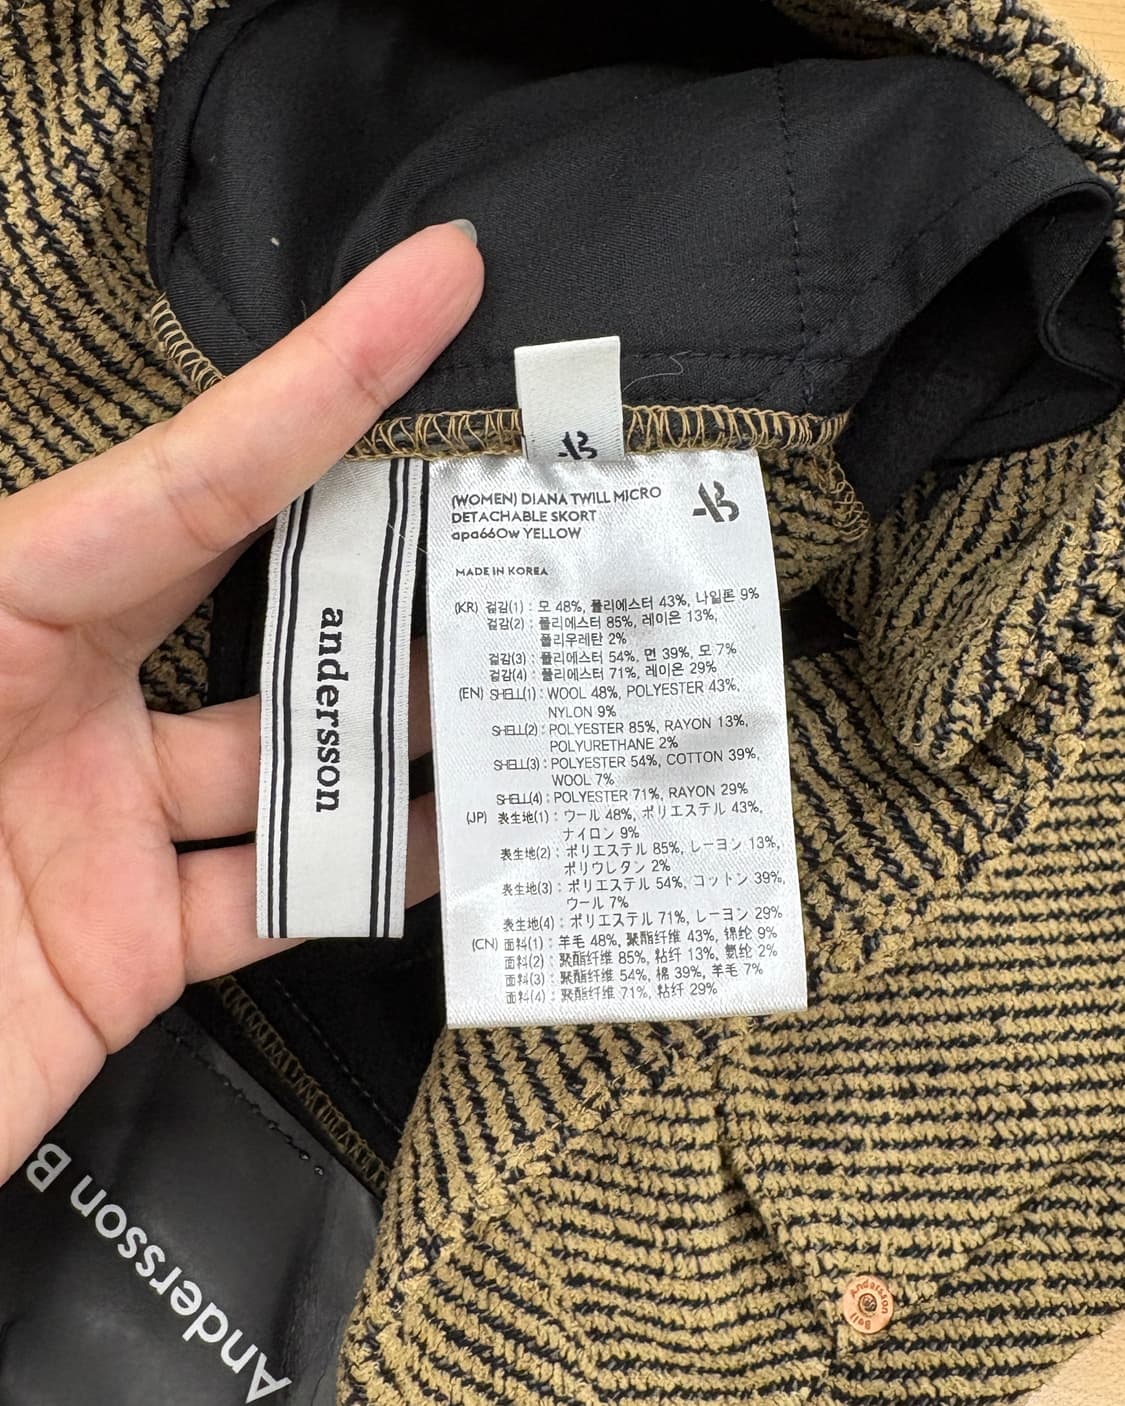 (WOMEN) DIANA TWILL MICRO
DETACHABLE SKORT
apa660w YELLOW
MADE IN KOREA
(KR) 겉감(1) : 모 48%, 폴리에스터 43%, 나일론 9%
겉감(2) : 폴리에스터 85%, 레이온 13%,
폴리우레탄 2%
겉감(3) : 폴리에스터 54%, 면 39%, 모 7%
겉감(4) : 폴리에스터 71%, 레이온 29%
(EN) SHELL(1) : WOOL 48%, POLYESTER 43%,
NYLON 9%
SHELL(2) : POLYESTER 85%, RAYON 13%,
POLYURETHANE 2%
SHELL(3) : POLYESTER 54%, COTTON 39%,
WOOL 7%
SHELL(4) : POLYESTER 71%, RAYON 29%
(JP) 表生地(1) : ウール 48%, ポリエステル 43%,
ナイロン 9%
表生地(2) : ポリエステル 85%, レーヨン 13%,
ポリウレタン 2%
表生地(3) : ポリエステル 54%, コットン 39%,
ウール 7%
表生地(4) : ポリエステル 71%, レーヨン 29%
(CN) 面料(1) : 羊毛 48%, 聚酯纤维 43%, 锦纶 9%
面料(2) : 聚酯纤维 85%, 粘纤 13%, 氨纶 2%
面料(3) : 聚酯纤维 54%, 棉 39%, 羊毛 7%
面料(4) : 聚酯纤维 71%, 粘纤 29%
andersson
Andersson B
Andersson
Bell